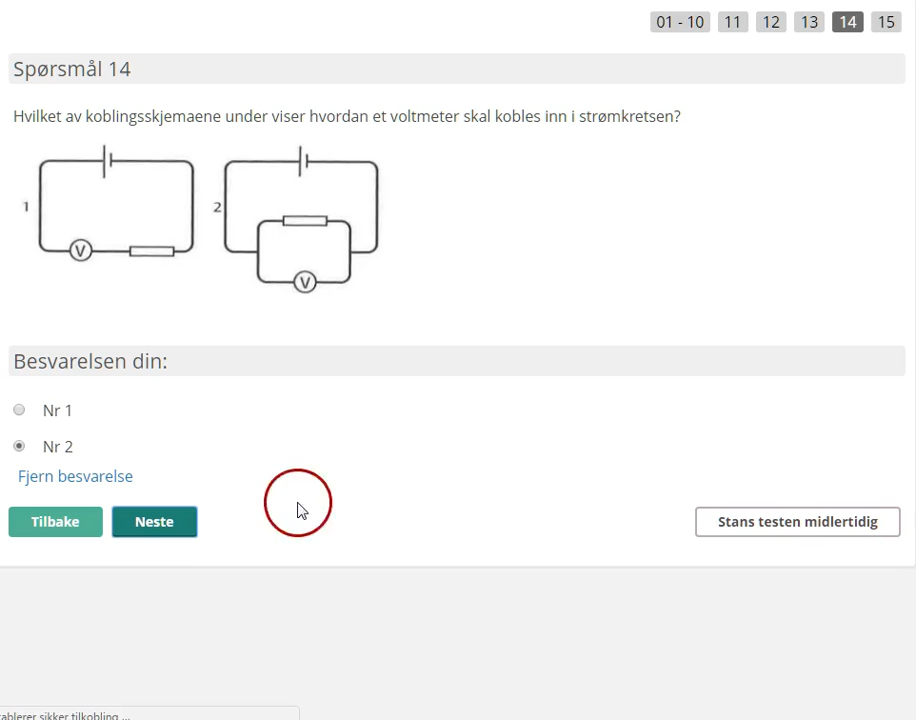 01 - 10 11 12 13 14 15
Spørsmål 14
Hvilket av koblingsskjemaene under viser hvordan et voltmeter skal kobles inn i strømkretsen?
1 2
V
V
Besvarelsen din:
Nr 1
Nr 2
Fjern besvarelse
Tilbake Neste Stans testen midlertidig
ablerer sikker tilkobling ...